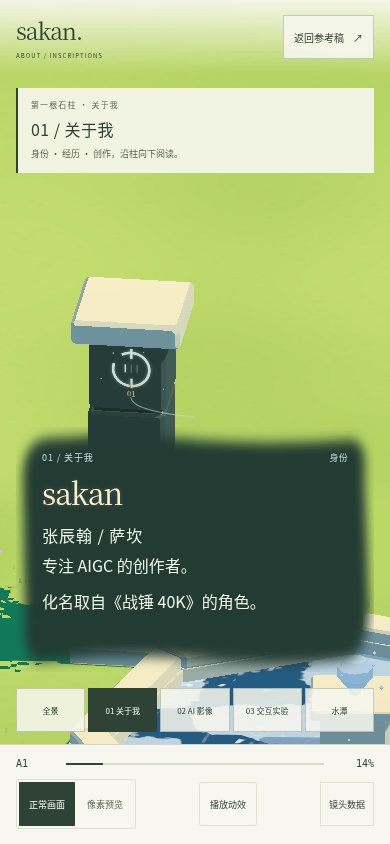 sakan.
返回参考稿 ↗
ABOUT / INSCRIPTIONS
第一根石柱 · 关于我
01 / 关于我
身份 · 经历 · 创作，沿柱向下阅读。
01
01 / 关于我
身份
sakan
张辰翰 / 萨坎
专注 AIGC 的创作者。
化名取自《战锤 40K》的角色。
全景
01 关于我
02 AI 影像
03 交互实验
水潭
A1
14%
正常画面
像素预览
播放动效
镜头数据